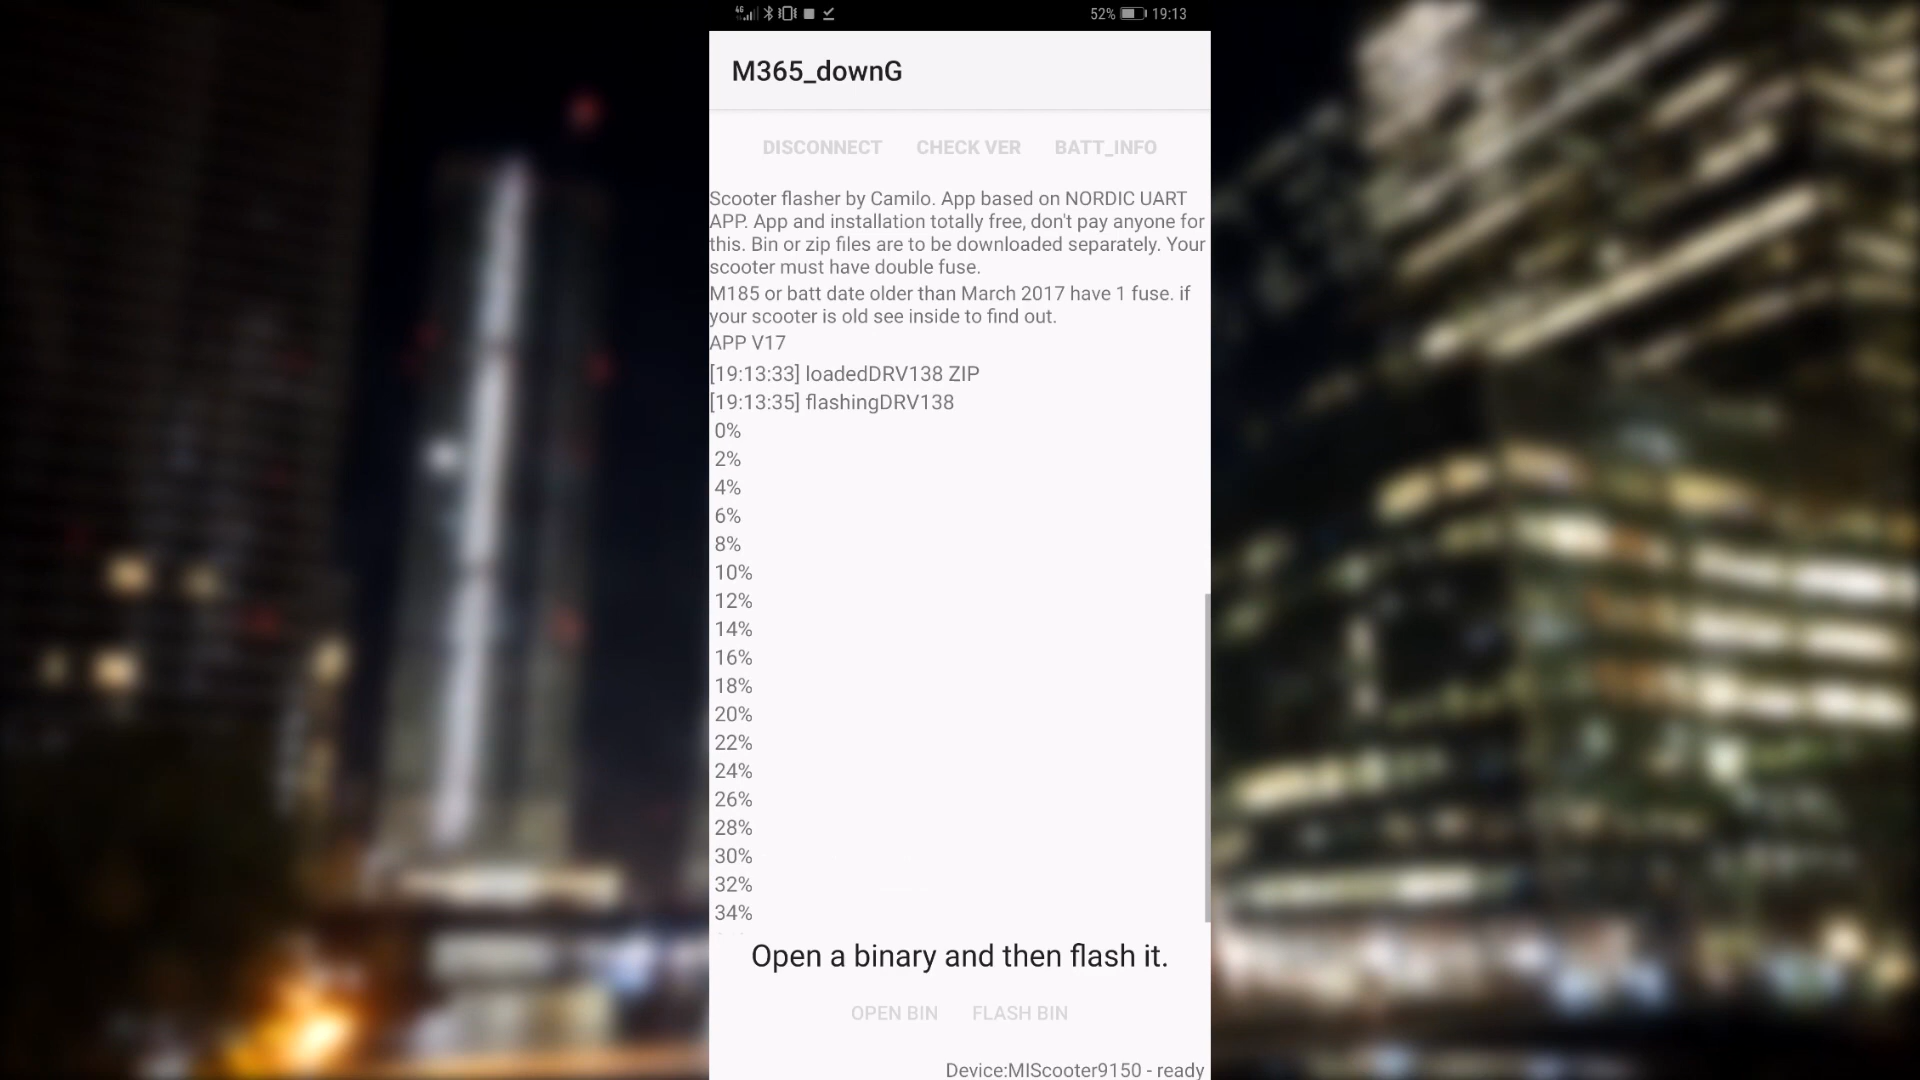 4G 52% 19:13
M365_downG
DISCONNECT CHECK VER BATT_INFO
Scooter flasher by Camilo. App based on NORDIC UART
APP. App and installation totally free, don't pay anyone for
this. Bin or zip files are to be downloaded separately. Your
scooter must have double fuse.
M185 or batt date older than March 2017 have 1 fuse. if
your scooter is old see inside to find out.
APP V17
[19:13:33] loadedDRV138 ZIP
[19:13:35] flashingDRV138
0%
2%
4%
6%
8%
10%
12%
14%
16%
18%
20%
22%
24%
26%
28%
30%
32%
34%
Open a binary and then flash it.
OPEN BIN FLASH BIN
Device:MIScooter9150 - ready